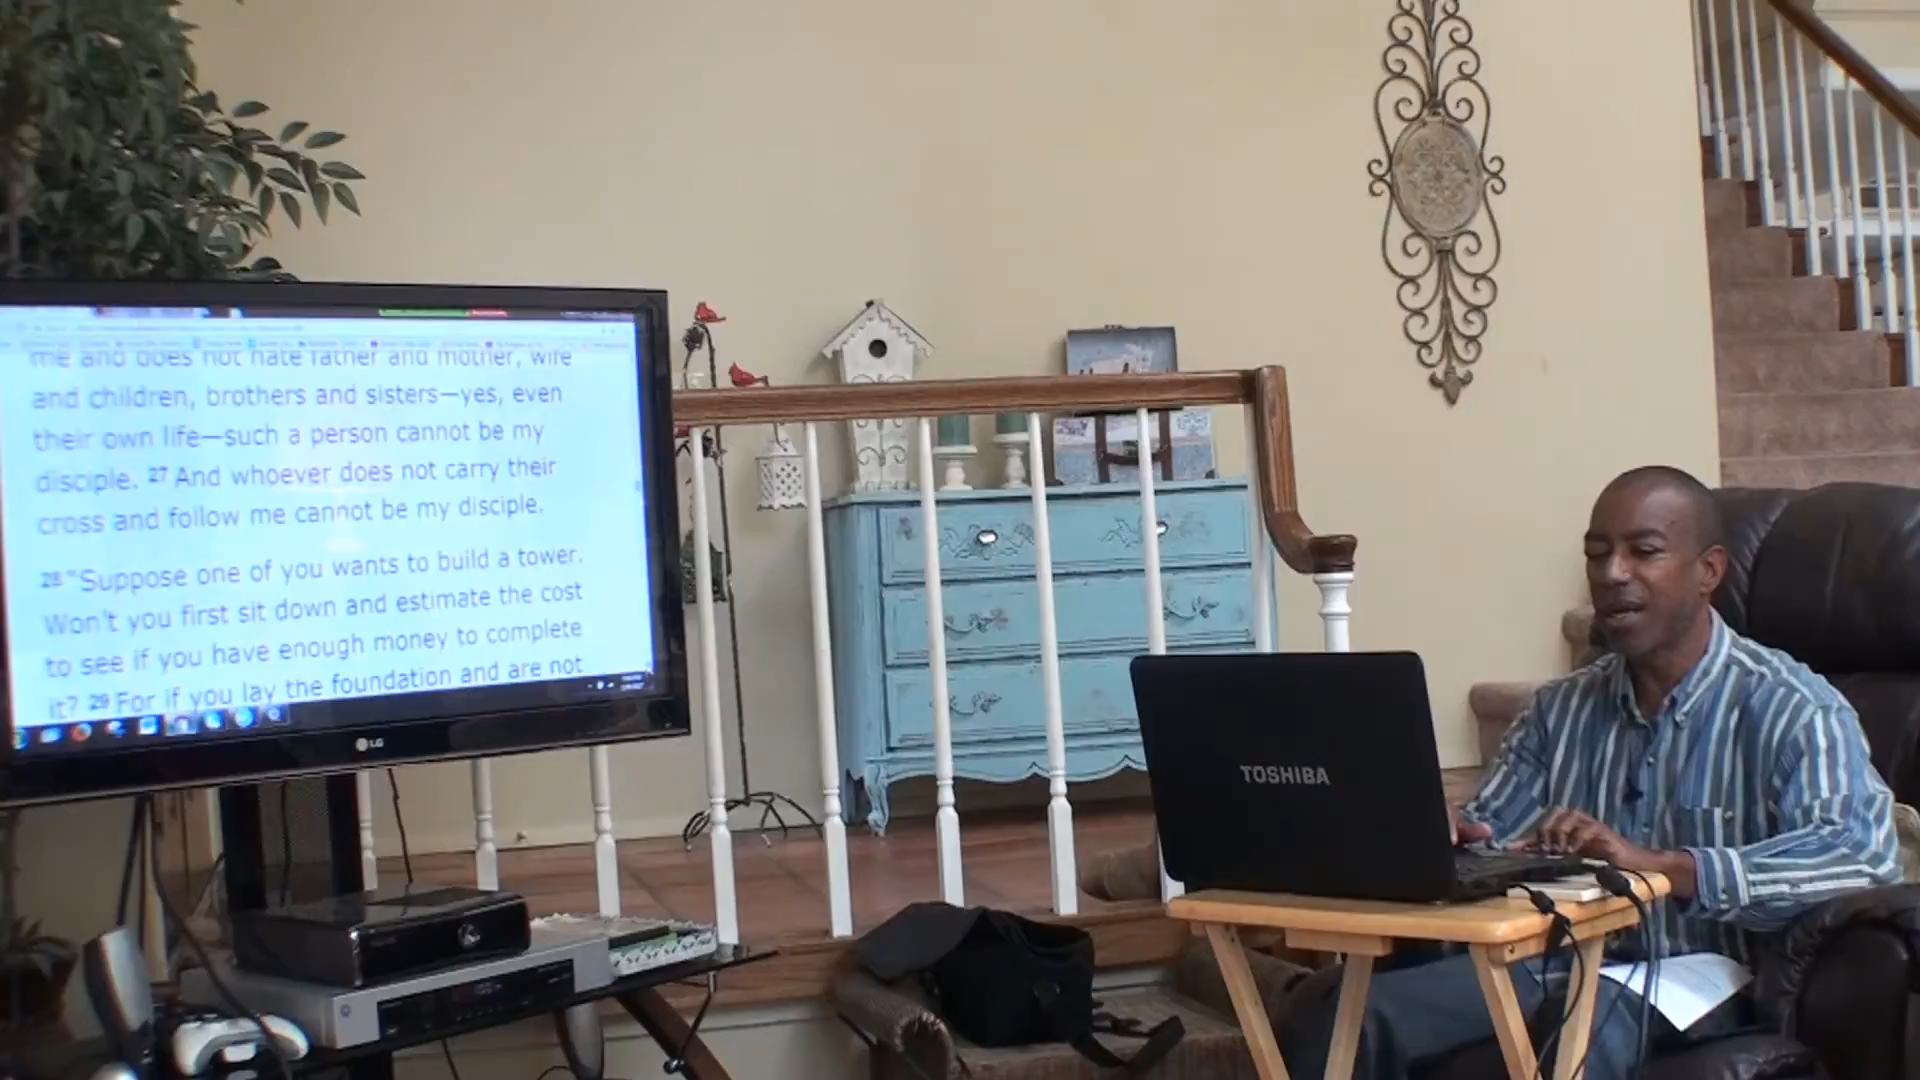 me and does not hate father and mother, wife
and children, brothers and sisters—yes, even
their own life—such a person cannot be my
disciple. 27 And whoever does not carry their
cross and follow me cannot be my disciple.
28 "Suppose one of you wants to build a tower.
Won't you first sit down and estimate the cost
to see if you have enough money to complete
it? 29 For if you lay the foundation and are not
LG
TOSHIBA